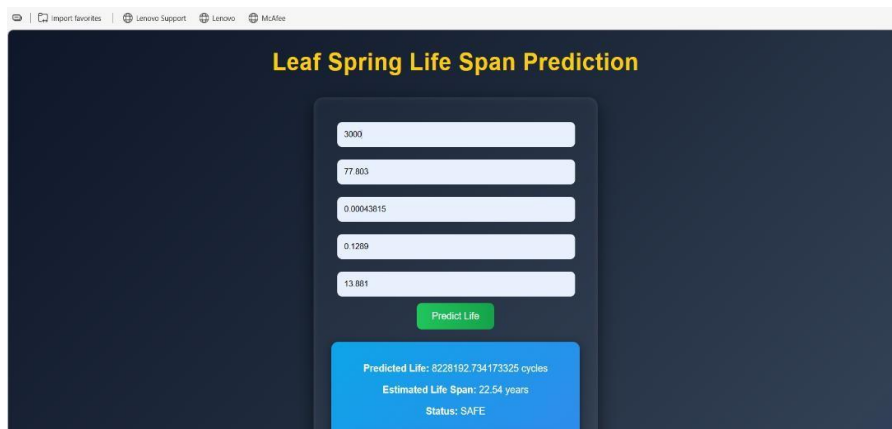 Import favorites Lenovo Support Lenovo McAfee
Leaf Spring Life Span Prediction
3000
77.803
0.00043815
0.1289
13.881
Predict Life
Predicted Life: 8228192.734173325 cycles
Estimated Life Span: 22.54 years
Status: SAFE